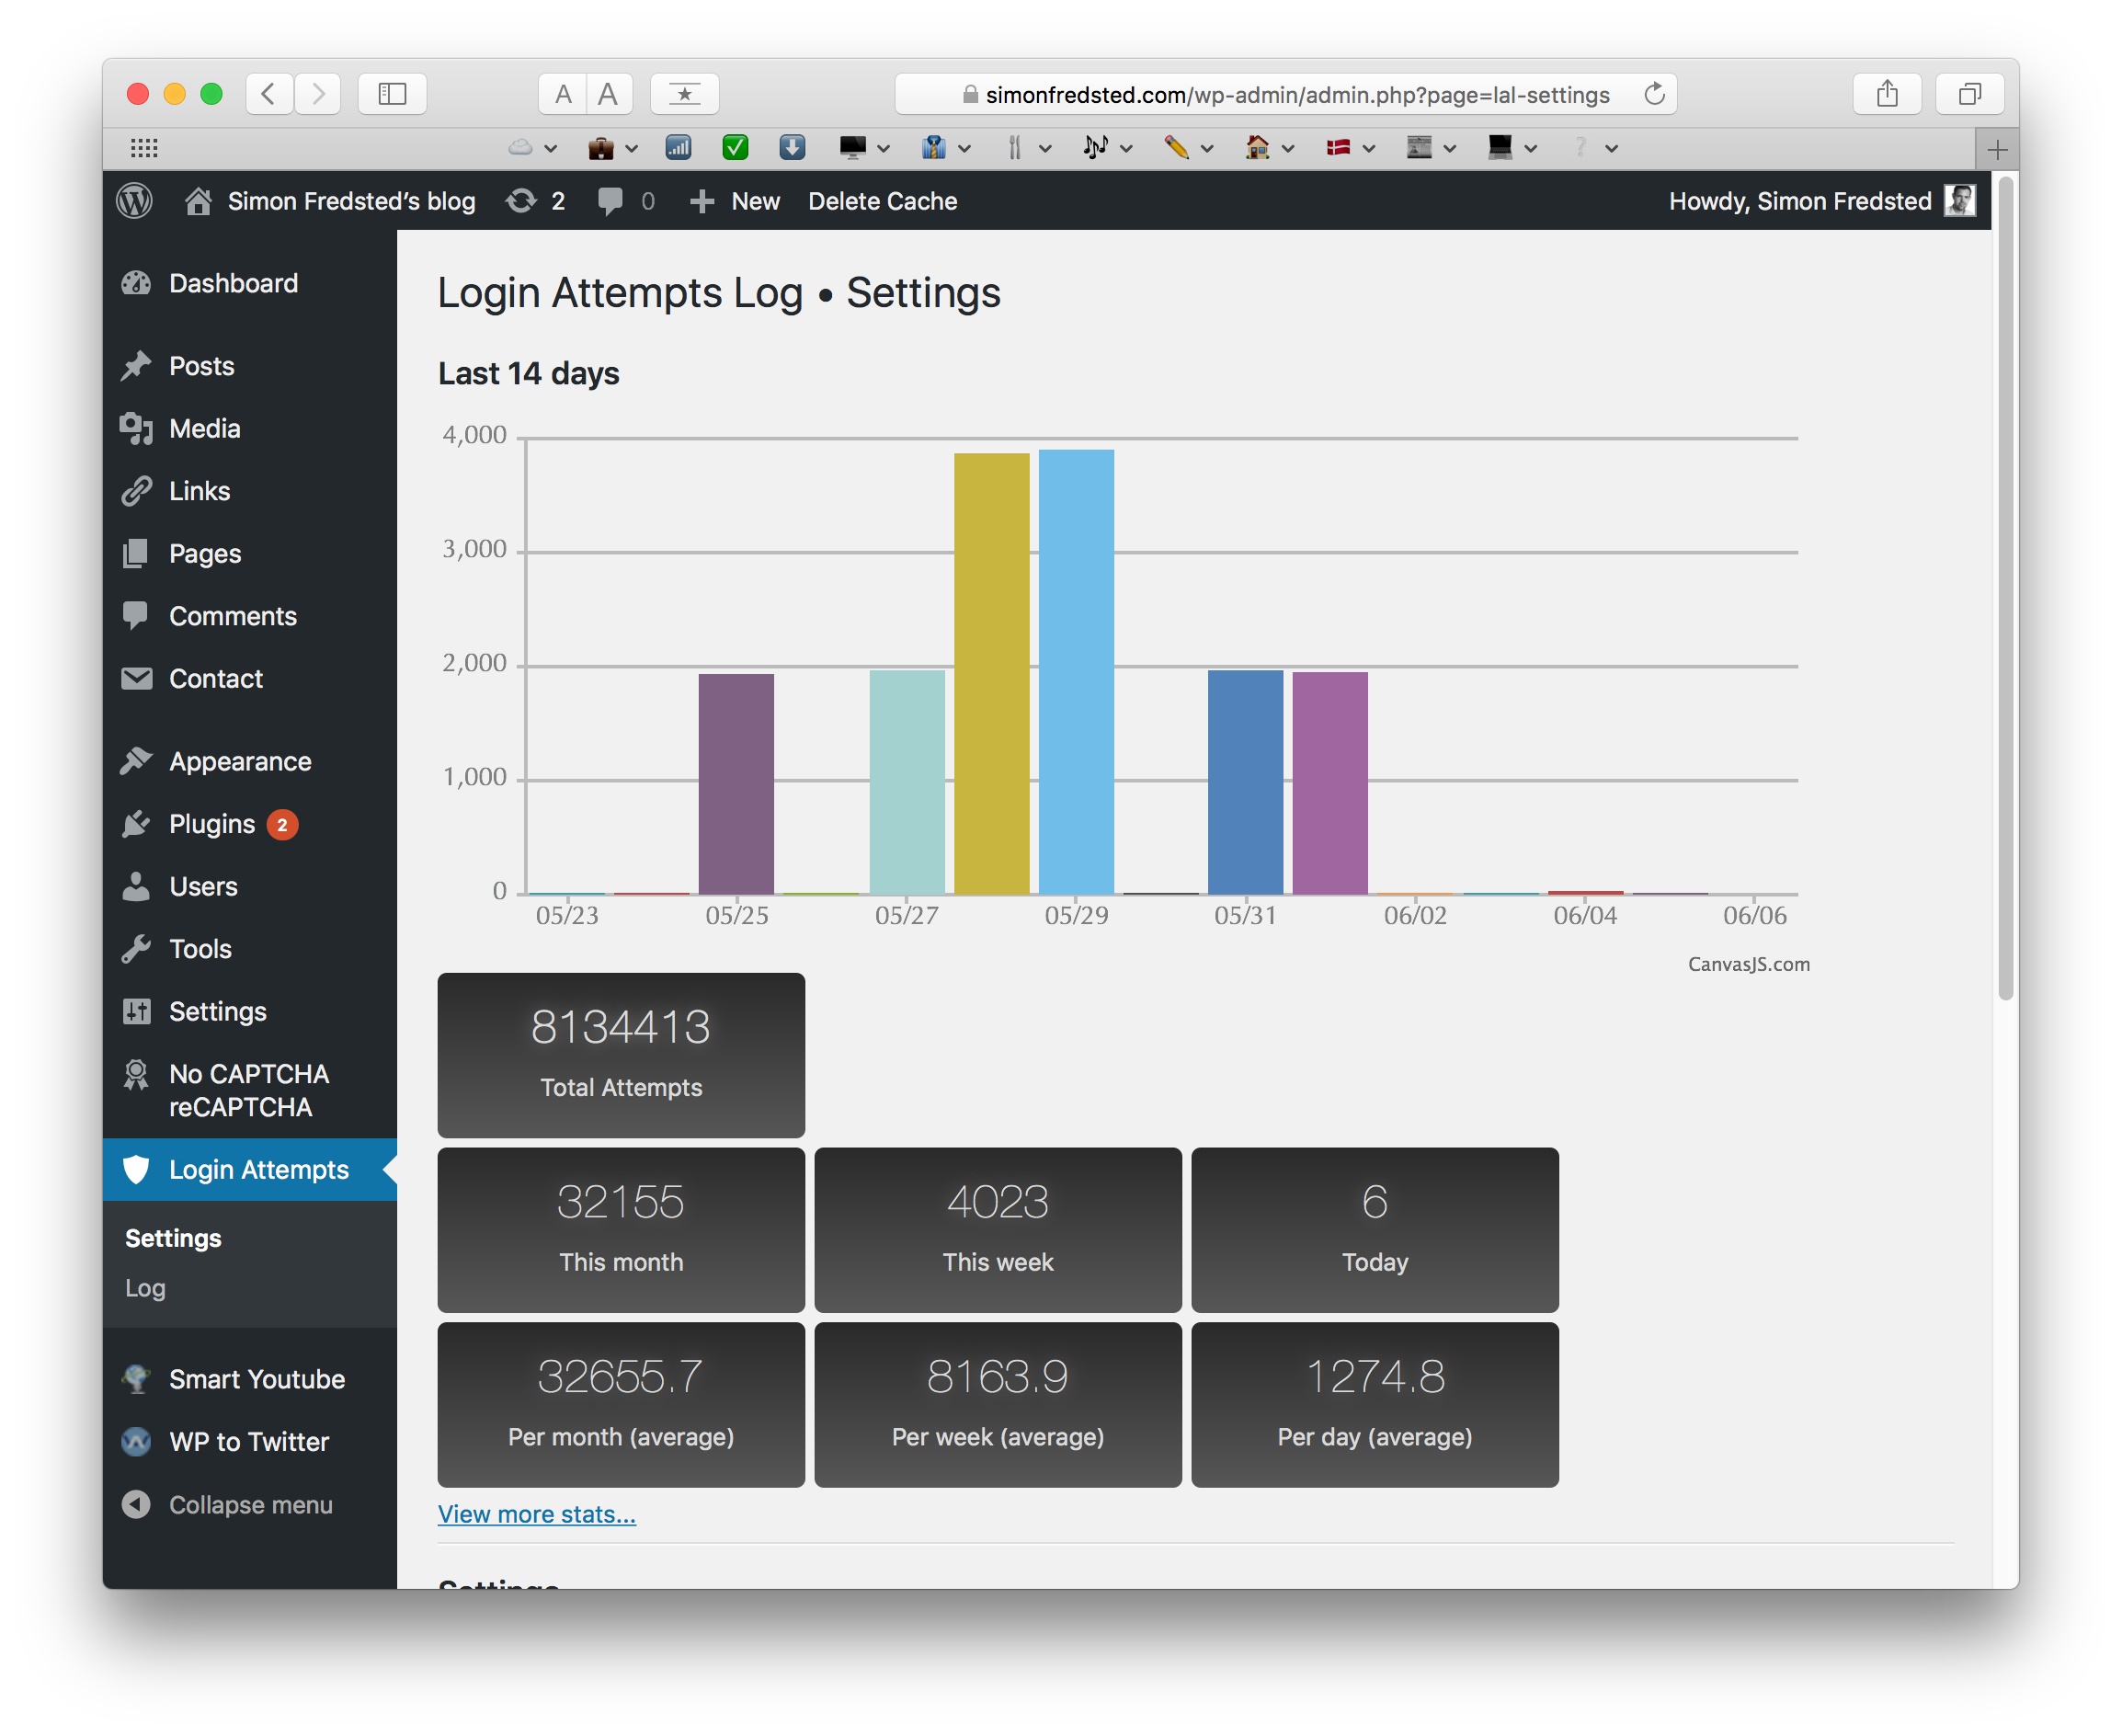 A A
simonfredsted.com/wp-admin/admin.php?page=lal-settings
Simon Fredsted’s blog 2 0 New Delete Cache Howdy, Simon Fredsted
Dashboard
Posts
Media
Links
Pages
Comments
Contact
Appearance
Plugins 2
Users
Tools
Settings
No CAPTCHA
reCAPTCHA
Login Attempts
Settings
Log
Smart Youtube
WP to Twitter
Collapse menu
Login Attempts Log • Settings
Last 14 days
4,000
3,000
2,000
1,000
0
05/23 05/25 05/27 05/29 05/31 06/02 06/04 06/06
CanvasJS.com
8134413
Total Attempts
32155
This month
4023
This week
6
Today
32655.7
Per month (average)
8163.9
Per week (average)
1274.8
Per day (average)
View more stats...
Settings